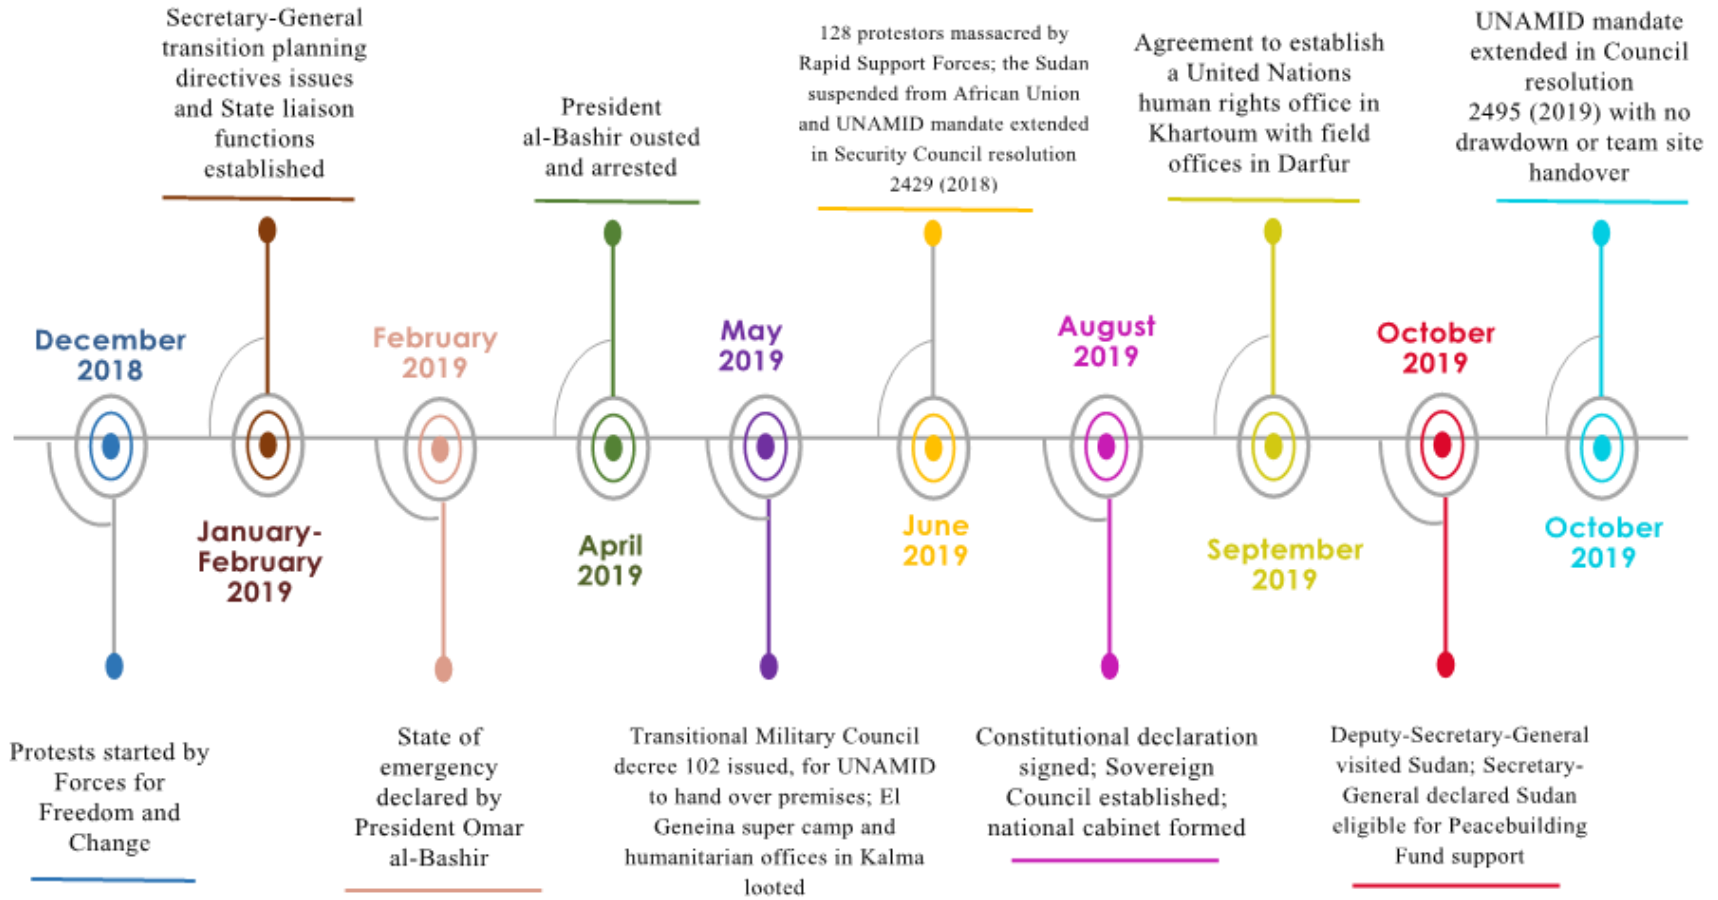 Secretary-General
transition planning
directives issues
and State liaison
functions
established
President
al-Bashir ousted
and arrested
128 protestors massacred by
Rapid Support Forces; the Sudan
suspended from African Union
and UNAMID mandate extended
in Security Council resolution
2429 (2018)
Agreement to establish
a United Nations
human rights office in
Khartoum with field
offices in Darfur
UNAMID mandate
extended in Council
resolution
2495 (2019) with no
drawdown or team site
handover
December
2018
February
2019
May
2019
August
2019
October
2019
January-
February
2019
April
2019
June
2019
September
2019
October
2019
Protests started by
Forces for
Freedom and
Change
State of
emergency
declared by
President Omar
al-Bashir
Transitional Military Council
decree 102 issued, for UNAMID
to hand over premises; El
Geneina super camp and
humanitarian offices in Kalma
looted
Constitutional declaration
signed; Sovereign
Council established;
national cabinet formed
Deputy-Secretary-General
visited Sudan; Secretary-
General declared Sudan
eligible for Peacebuilding
Fund support